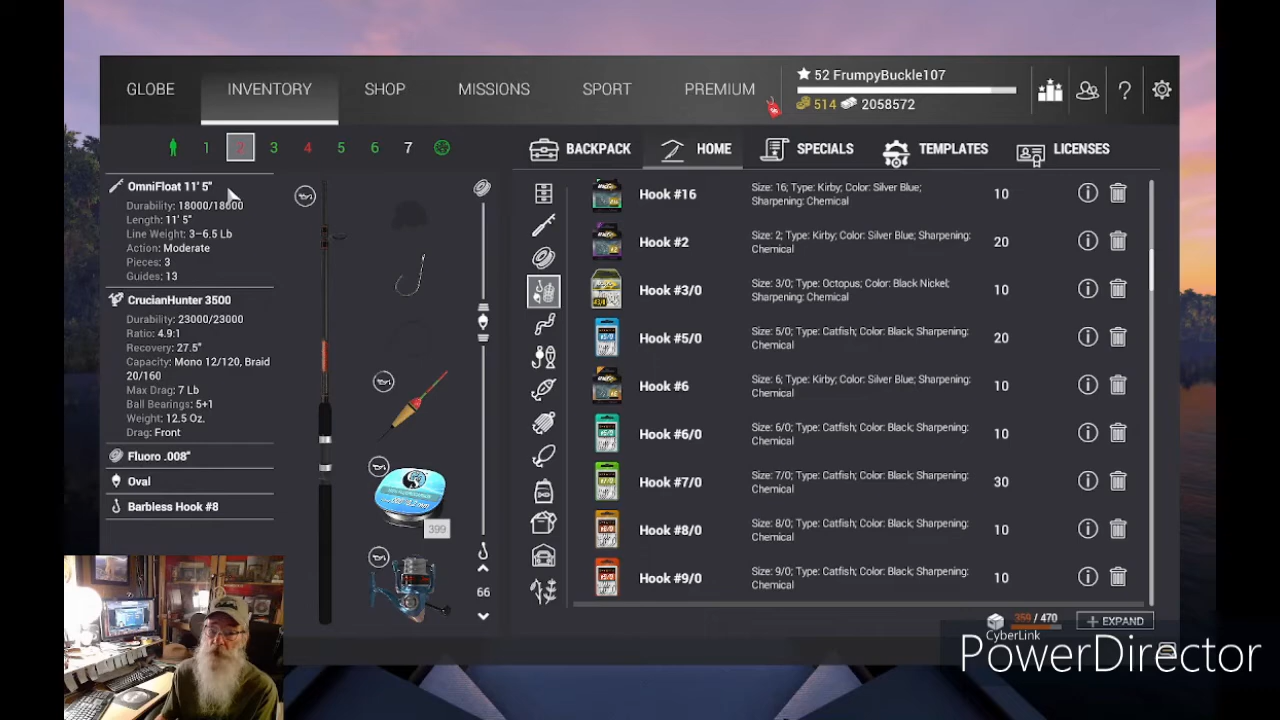 GLOBE INVENTORY SHOP MISSIONS SPORT PREMIUM
52 FrumpyBuckle107
514 2058572
?
1 2 3 4 5 6 7
BACKPACK HOME SPECIALS TEMPLATES LICENSES
OmniFloat 11' 5"
Durability: 18000/18000
Length: 11' 5"
Line Weight: 3–6.5 Lb
Action: Moderate
Pieces: 3
Guides: 13
CrucianHunter 3500
Durability: 23000/23000
Ratio: 4.9:1
Recovery: 27.5"
Capacity: Mono 12/120, Braid
20/160
Max Drag: 7 Lb
Ball Bearings: 5+1
Weight: 12.5 Oz.
Drag: Front
Fluoro .008"
Oval
Barbless Hook #8
399
66
Hook #16
Size: 16; Type: Kirby; Color: Silver Blue;
Sharpening: Chemical
10
Hook #2
Size: 2; Type: Kirby; Color: Silver Blue; Sharpening:
Chemical
20
Hook #3/0
Size: 3/0; Type: Octopus; Color: Black Nickel;
Sharpening: Chemical
10
Hook #5/0
Size: 5/0; Type: Catfish; Color: Black; Sharpening:
Chemical
20
Hook #6
Size: 6; Type: Kirby; Color: Silver Blue; Sharpening:
Chemical
10
Hook #6/0
Size: 6/0; Type: Catfish; Color: Black; Sharpening:
Chemical
10
Hook #7/0
Size: 7/0; Type: Catfish; Color: Black; Sharpening:
Chemical
30
Hook #8/0
Size: 8/0; Type: Catfish; Color: Black; Sharpening:
Chemical
10
Hook #9/0
Size: 9/0; Type: Catfish; Color: Black; Sharpening:
Chemical
10
359 / 470
+ EXPAND
CyberLink
PowerDirector